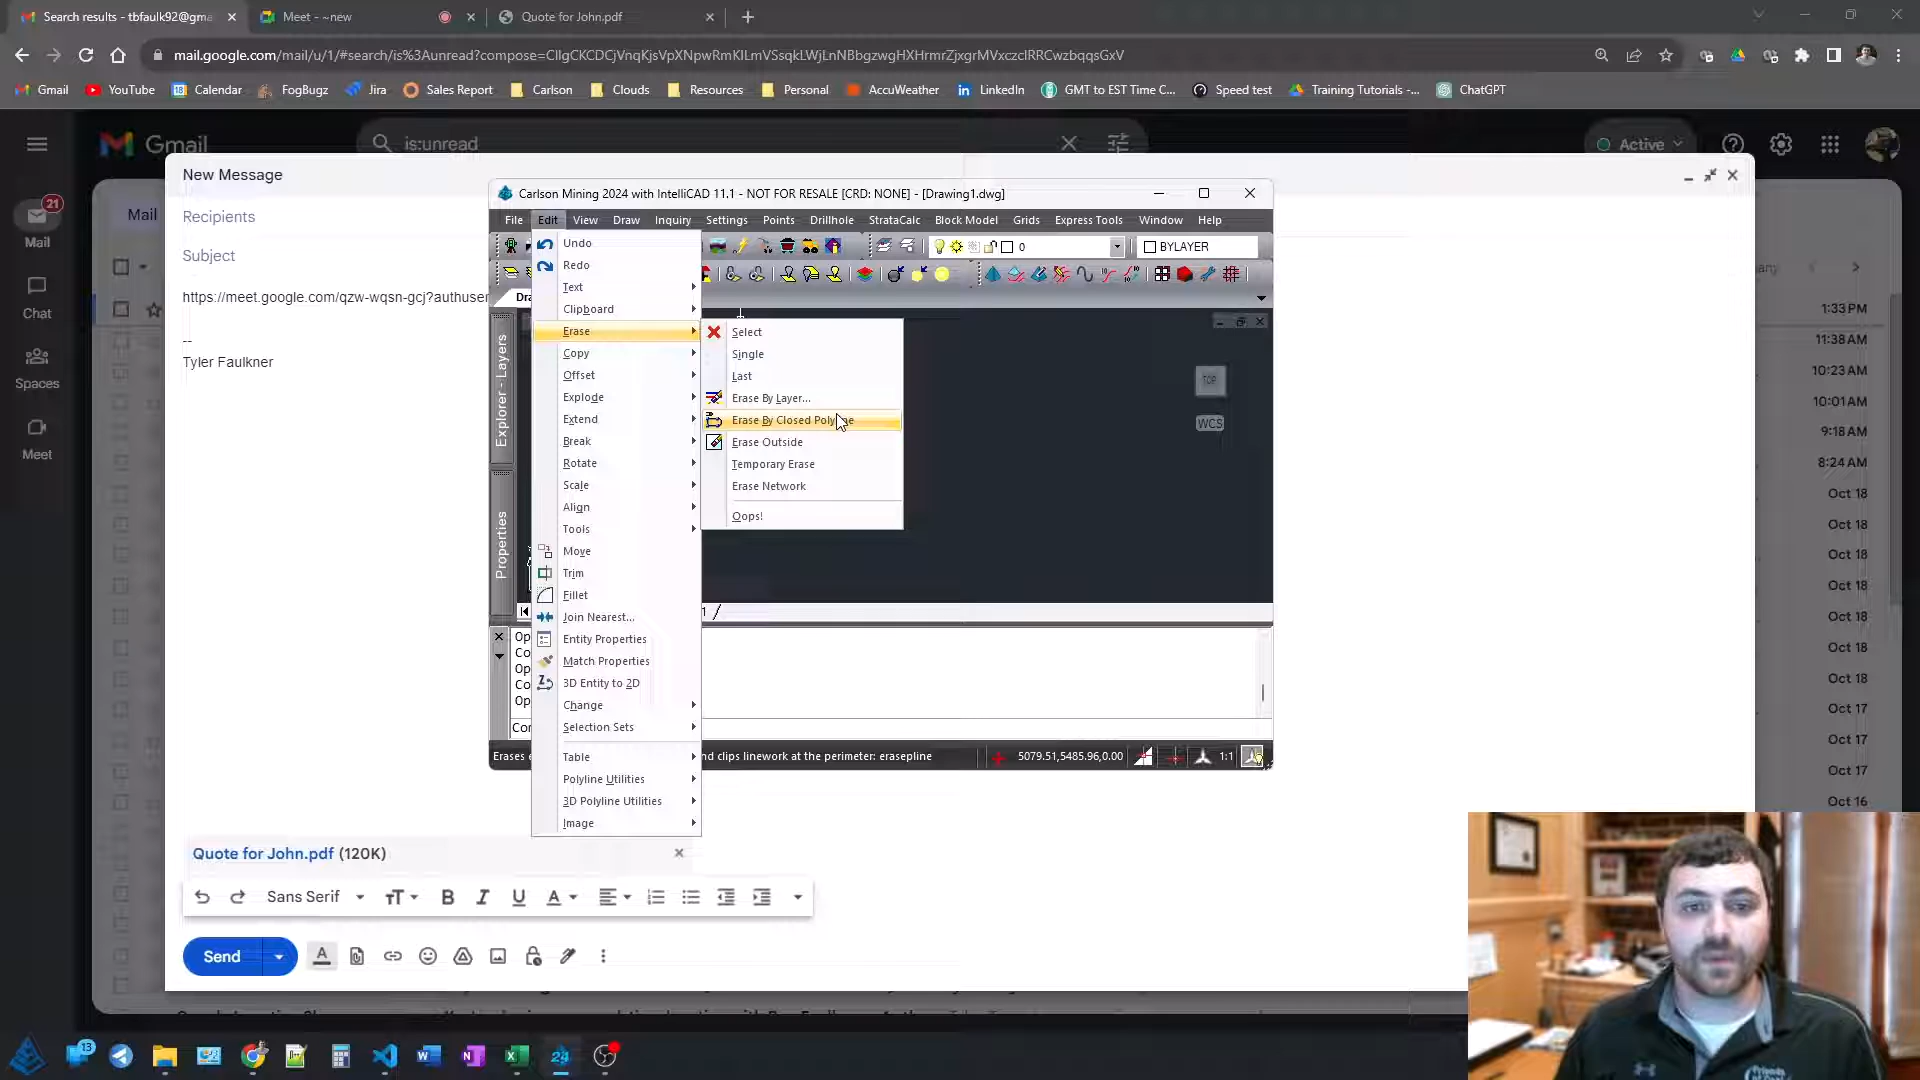 Search results - tbfaulk92@gma
Meet - ~new
Quote for John.pdf
mail.google.com/mail/u/1/#search/is%3Aunread?compose=CllgCKCDCjVnqKjsVpXNpwRmKlLmVSsqkLWjLnNBbgzwgHXHrmrZjxgrMVxczclRRCwzbqqsGxV
Gmail YouTube Calendar FogBugz Jira Sales Report Carlson Clouds Resources Personal AccuWeather LinkedIn GMT to EST Time C... Speed test Training Tutorials -... ChatGPT
Gmail
is:unread
Active
21
Mail
Chat
Spaces
Meet
Mail
New Message
Recipients
Subject
https://meet.google.com/qzw-wqsn-gcj?authuser
--
Tyler Faulkner
Carlson Mining 2024 with IntelliCAD 11.1 - NOT FOR RESALE [CRD: NONE] - [Drawing1.dwg]
File Edit View Draw Inquiry Settings Points Drillhole StrataCalc Block Model Grids Express Tools Window Help
0
BYLAYER
Explorer - Layers
Properties
Undo
Redo
Text
Clipboard
Erase
Copy
Offset
Explode
Extend
Break
Rotate
Scale
Align
Tools
Move
Trim
Fillet
Join Nearest...
Entity Properties
Match Properties
3D Entity to 2D
Change
Selection Sets
Table
Polyline Utilities
3D Polyline Utilities
Image
Select
Single
Last
Erase By Layer...
Erase By Closed Poly
Erase Outside
Temporary Erase
Erase Network
Oops!
TOP
WCS
Erases
nd clips linework at the perimeter: erasepline
5079.51,5485.96,0.00
1:1
1:33 PM
11:38 AM
10:23 AM
10:01 AM
9:18 AM
8:24 AM
Oct 18
Oct 18
Oct 18
Oct 18
Oct 18
Oct 18
Oct 18
Oct 17
Oct 17
Oct 17
Oct 16
Quote for John.pdf (120K)
Sans Serif
Send
13
24